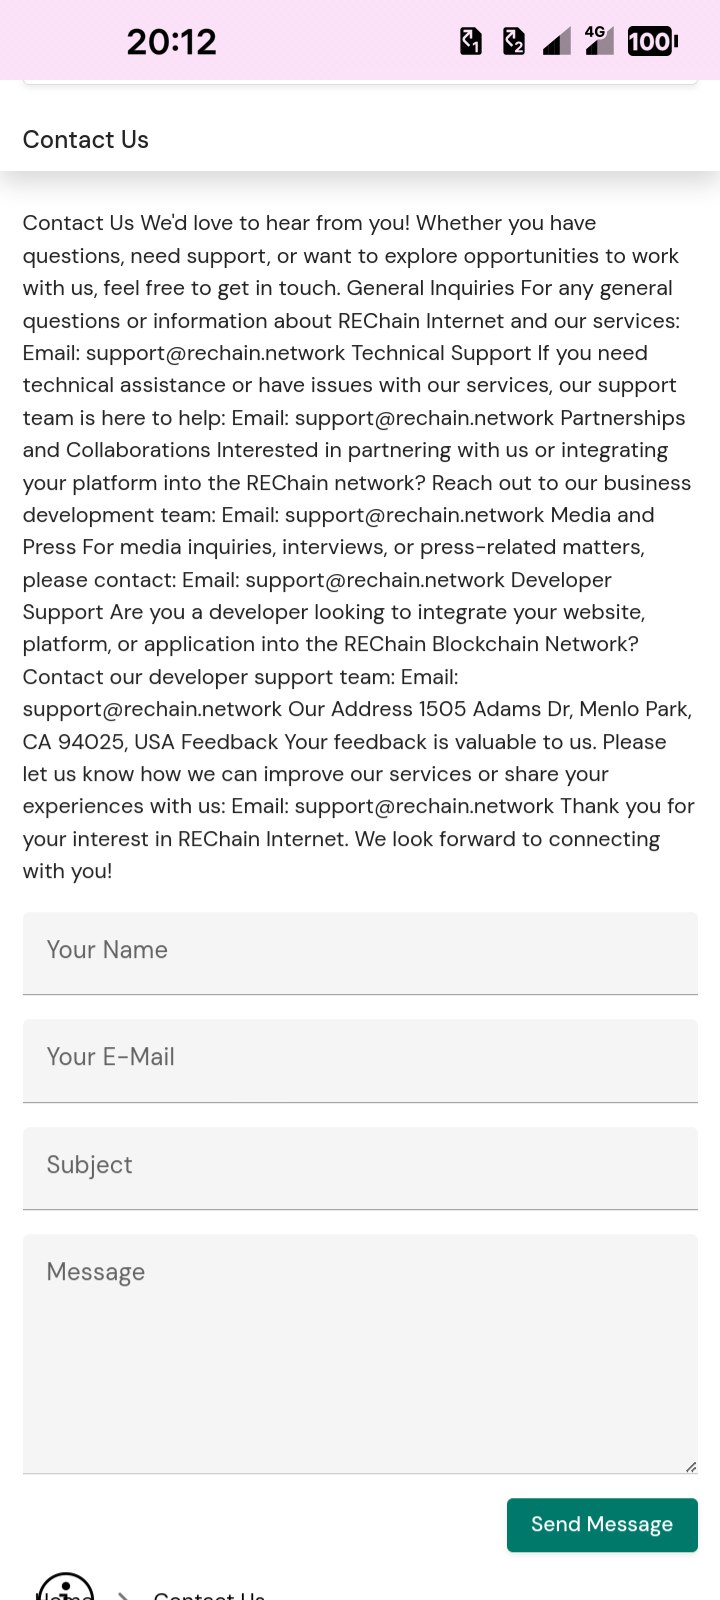 20:12
1
2
4G
100
Contact Us
Contact Us We'd love to hear from you! Whether you have
questions, need support, or want to explore opportunities to work
with us, feel free to get in touch. General Inquiries For any general
questions or information about REChain Internet and our services:
Email: support@rechain.network Technical Support If you need
technical assistance or have issues with our services, our support
team is here to help: Email: support@rechain.network Partnerships
and Collaborations Interested in partnering with us or integrating
your platform into the REChain network? Reach out to our business
development team: Email: support@rechain.network Media and
Press For media inquiries, interviews, or press-related matters,
please contact: Email: support@rechain.network Developer
Support Are you a developer looking to integrate your website,
platform, or application into the REChain Blockchain Network?
Contact our developer support team: Email:
support@rechain.network Our Address 1505 Adams Dr, Menlo Park,
CA 94025, USA Feedback Your feedback is valuable to us. Please
let us know how we can improve our services or share your
experiences with us: Email: support@rechain.network Thank you for
your interest in REChain Internet. We look forward to connecting
with you!
Your Name
Your E-Mail
Subject
Message
Send Message
Home > Contact Us